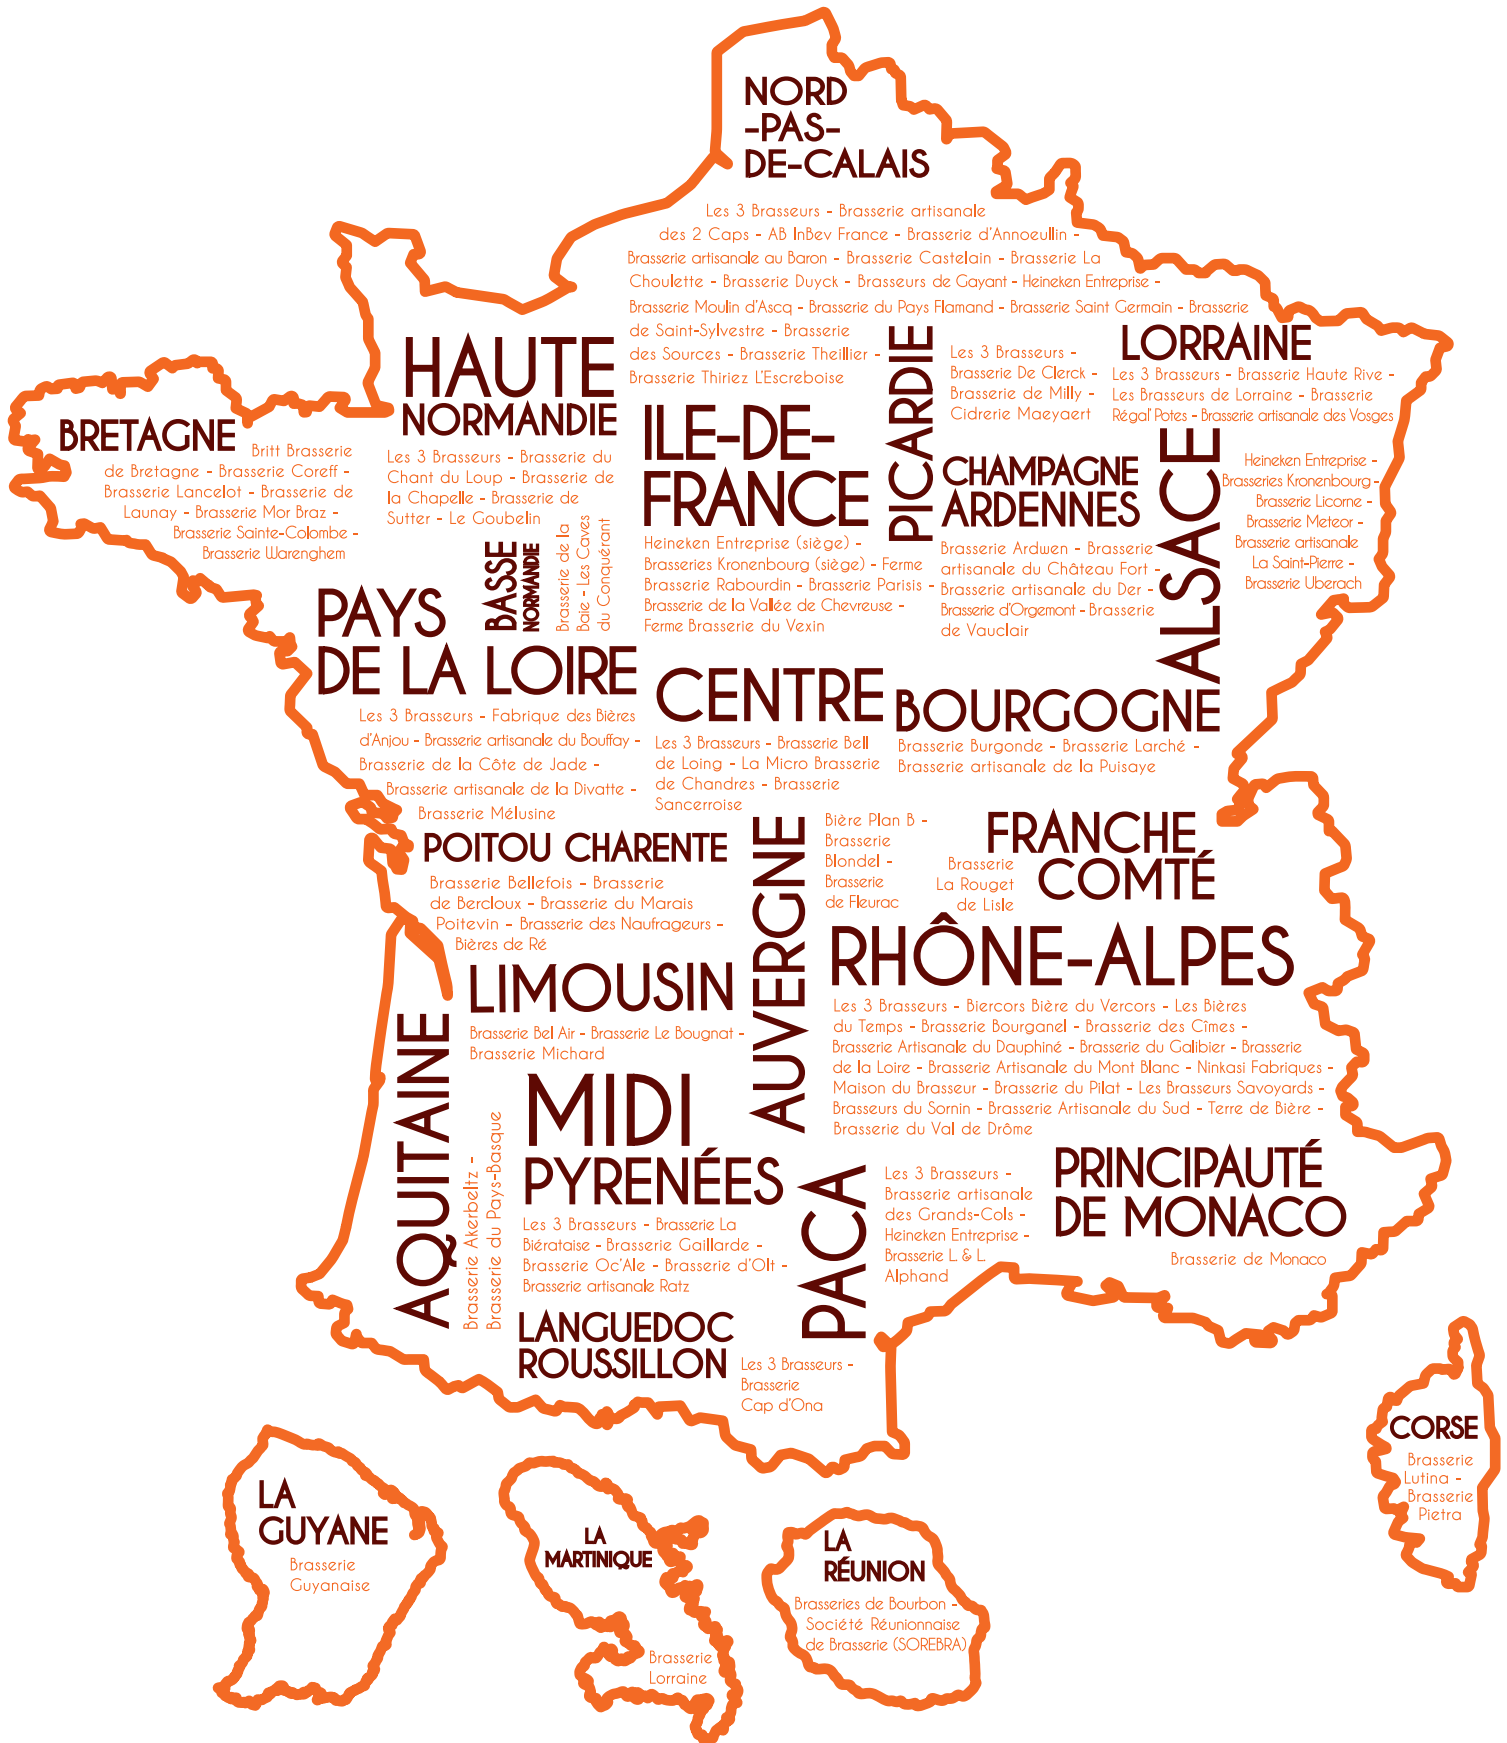 NORD
-PAS-
DE-CALAIS
Les 3 Brasseurs - Brasserie artisanale
des 2 Caps - AB InBev France - Brasserie d'Annoeullin -
Brasserie artisanale au Baron - Brasserie Castelain - Brasserie La
Choulette - Brasserie Duyck - Brasseurs de Gayant - Heineken Entreprise -
Brasserie Moulin d'Ascq - Brasserie du Pays Flamand - Brasserie Saint Germain - Brasserie
de Saint-Sylvestre - Brasserie
des Sources - Brasserie Theillier -
Brasserie Thiriez L'Escreboise
PICARDIE
Les 3 Brasseurs -
Brasserie De Clerck -
Brasserie de Milly -
Cidrerie Maeyaert
LORRAINE
Les 3 Brasseurs - Brasserie Haute Rive -
Les Brasseurs de Lorraine - Brasserie
Régal' Potes - Brasserie artisanale des Vosges
HAUTE
NORMANDIE
Les 3 Brasseurs - Brasserie du
Chant du Loup - Brasserie de
la Chapelle - Brasserie de
Sutter - Le Goubelin
BRETAGNE
Britt Brasserie
de Bretagne - Brasserie Coreff -
Brasserie Lancelot - Brasserie de
Launay - Brasserie Mor Braz -
Brasserie Sainte-Colombe -
Brasserie Warenghem
BASSE
NORMANDIE
Brasserie de la
Baie - Les Caves
du Conquérant
ILE-DE-
FRANCE
Heineken Entreprise (siège) -
Brasseries Kronenbourg (siège) - Ferme
Brasserie Rabourdin - Brasserie Parisis -
Brasserie de la Vallée de Chevreuse -
Ferme Brasserie du Vexin
CHAMPAGNE
ARDENNES
Brasserie Ardwen - Brasserie
artisanale du Château Fort -
Brasserie artisanale du Der -
Brasserie d'Orgemont - Brasserie
de Vauclair
ALSACE
Heineken Entreprise -
Brasseries Kronenbourg -
Brasserie Licorne -
Brasserie Meteor -
Brasserie artisanale
La Saint-Pierre -
Brasserie Uberach
PAYS
DE LA LOIRE
Les 3 Brasseurs - Fabrique des Bières
d'Anjou - Brasserie artisanale du Bouffay -
Brasserie de la Côte de Jade -
Brasserie artisanale de la Divatte -
Brasserie Mélusine
CENTRE
Les 3 Brasseurs - Brasserie Bell
de Loing - La Micro Brasserie
de Chandres - Brasserie
Sancerroise
BOURGOGNE
Brasserie Burgonde - Brasserie Larché -
Brasserie artisanale de la Puisaye
POITOU CHARENTE
Brasserie Bellefois - Brasserie
de Bercloux - Brasserie du Marais
Poitevin - Brasserie des Naufrageurs -
Bières de Ré
AUVERGNE
Bière Plan B -
Brasserie
Blondel -
Brasserie
de Fleurac
FRANCHE
COMTÉ
Brasserie
La Rouget
de Lisle
LIMOUSIN
Brasserie Bel Air - Brasserie Le Bougnat -
Brasserie Michard
RHÔNE-ALPES
Les 3 Brasseurs - Biercors Bière du Vercors - Les Bières
du Temps - Brasserie Bourganel - Brasserie des Cîmes -
Brasserie Artisanale du Dauphiné - Brasserie du Galibier - Brasserie
de la Loire - Brasserie Artisanale du Mont Blanc - Ninkasi Fabriques -
Maison du Brasseur - Brasserie du Pilat - Les Brasseurs Savoyards -
Brasseurs du Sornin - Brasserie Artisanale du Sud - Terre de Bière -
Brasserie du Val de Drôme
AQUITAINE
Brasserie Akerbeltz -
Brasserie du Pays-Basque
MIDI
PYRENÉES
Les 3 Brasseurs - Brasserie La
Biérataise - Brasserie Gaillarde -
Brasserie Oc'Ale - Brasserie d'Olt -
Brasserie artisanale Ratz
PACA
Les 3 Brasseurs -
Brasserie artisanale
des Grands-Cols -
Heineken Entreprise -
Brasserie L. & L.
Alphand
PRINCIPAUTÉ
DE MONACO
Brasserie de Monaco
LANGUEDOC
ROUSSILLON
Les 3 Brasseurs -
Brasserie
Cap d'Ona
CORSE
Brasserie
Lutina -
Brasserie
Pietra
LA
GUYANE
Brasserie
Guyanaise
LA
MARTINIQUE
Brasserie
Lorraine
LA
RÉUNION
Brasseries de Bourbon -
Société Réunionnaise
de Brasserie (SOREBRA)